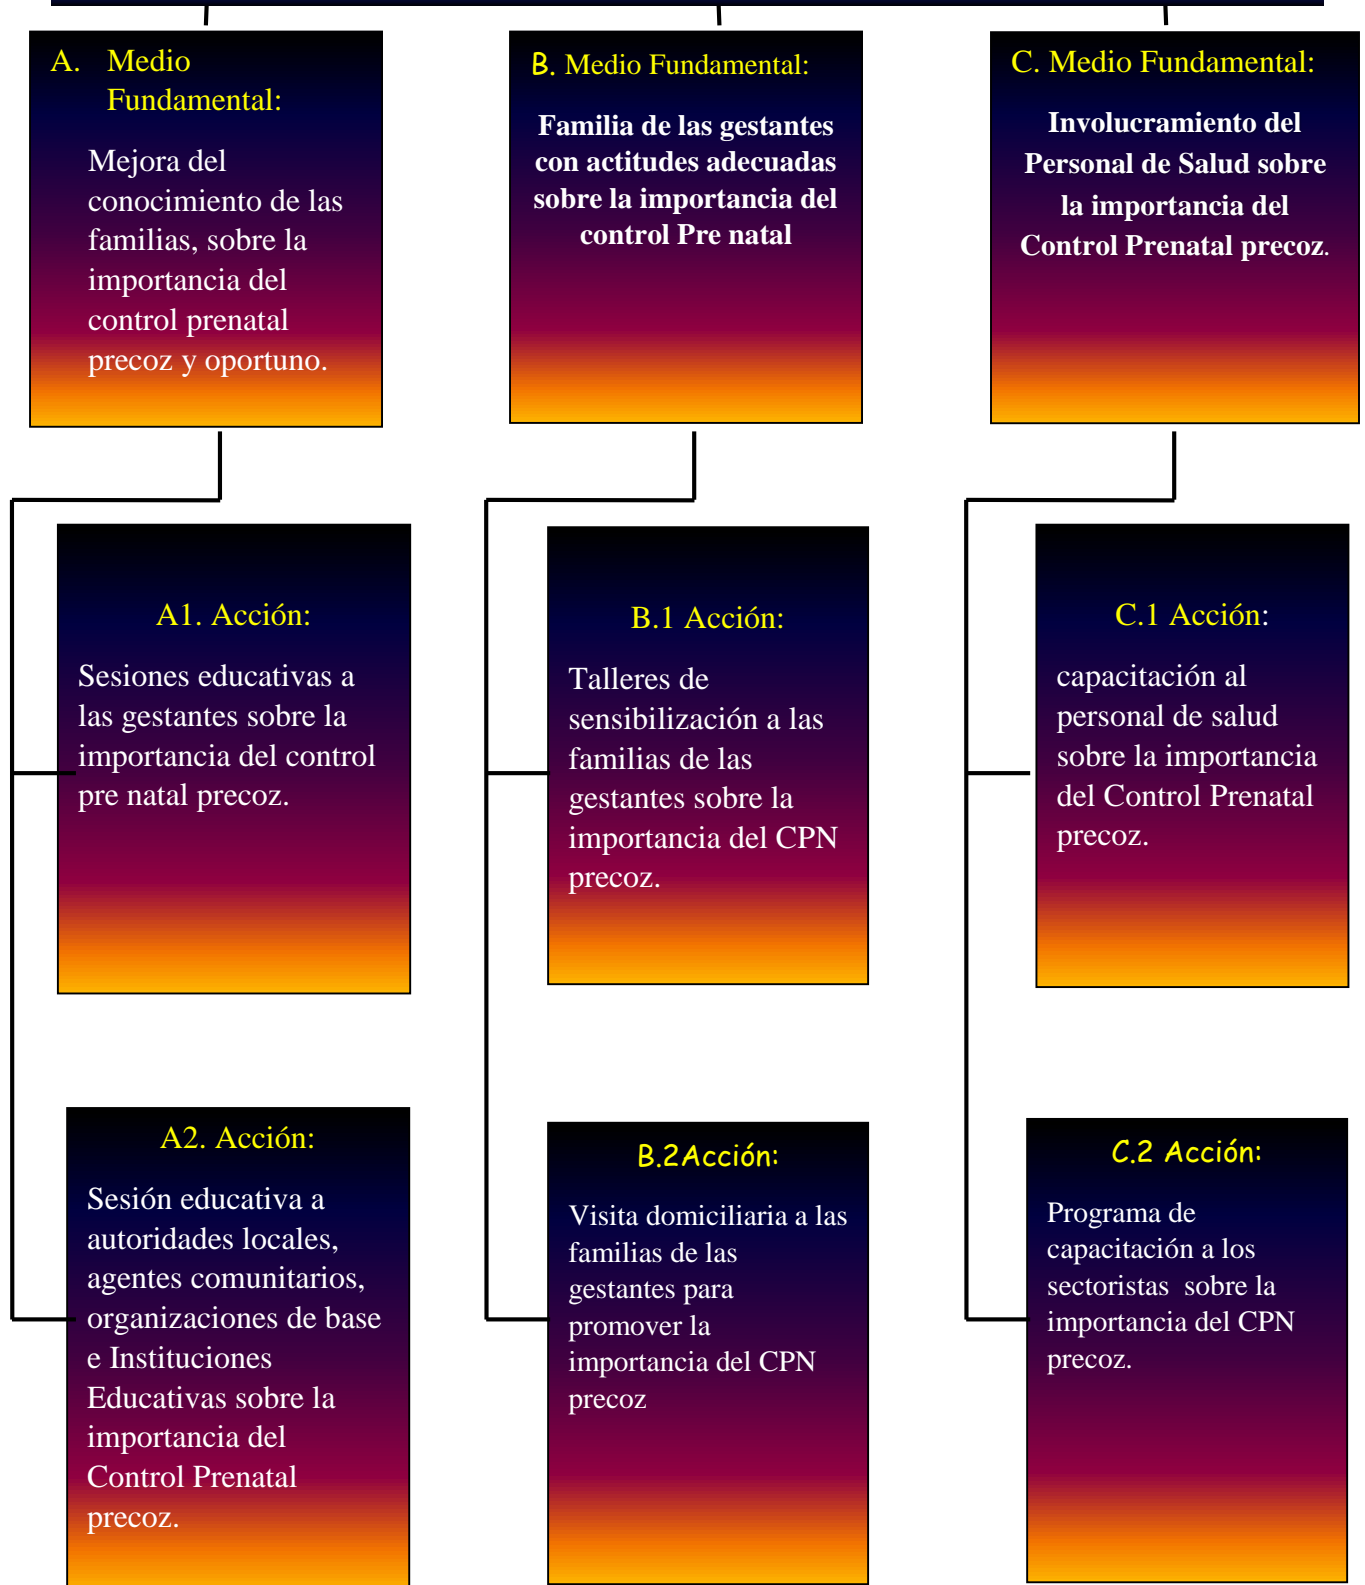 A. Medio
Fundamental:
Mejora del
conocimiento de las
familias, sobre la
importancia del
control prenatal
precoz y oportuno.
B. Medio Fundamental:
Familia de las gestantes
con actitudes adecuadas
sobre la importancia del
control Pre natal
C. Medio Fundamental:
Involucramiento del
Personal de Salud sobre
la importancia del
Control Prenatal precoz.
A1. Acción:
Sesiones educativas a
las gestantes sobre la
importancia del control
pre natal precoz.
B.1 Acción:
Talleres de
sensibilización a las
familias de las
gestantes sobre la
importancia del CPN
precoz.
C.1 Acción:
capacitación al
personal de salud
sobre la importancia
del Control Prenatal
precoz.
A2. Acción:
Sesión educativa a
autoridades locales,
agentes comunitarios,
organizaciones de base
e Instituciones
Educativas sobre la
importancia del
Control Prenatal
precoz.
B.2Acción:
Visita domiciliaria a las
familias de las
gestantes para
promover la
importancia del CPN
precoz
C.2 Acción:
Programa de
capacitación a los
sectoristas  sobre la
importancia del CPN
precoz.